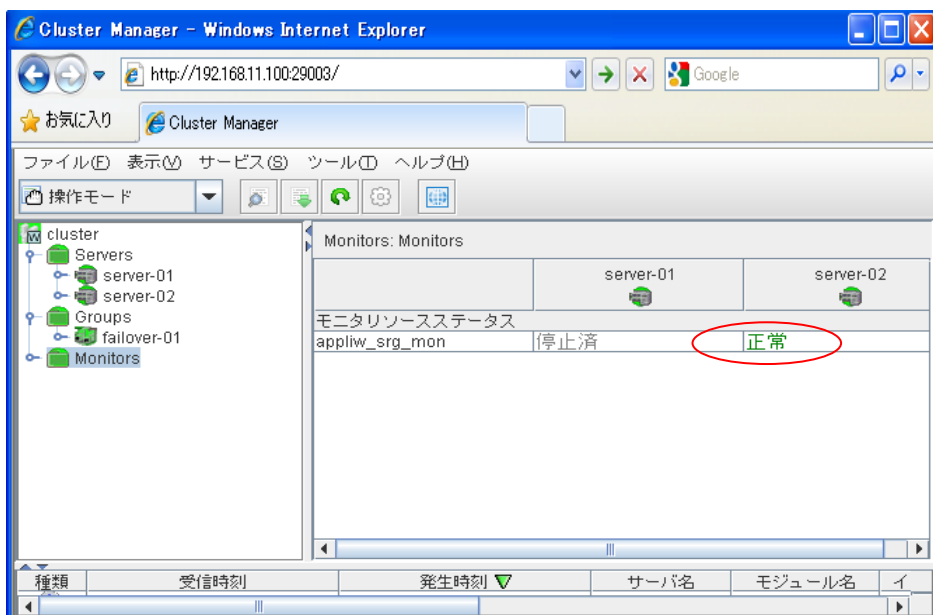 Cluster Manager - Windows Internet Explorer
http://192.168.11.100:29003/
Google
お気に入り
Cluster Manager
ファイル(F) 表示(V) サービス(S) ツール(T) ヘルプ(H)
操作モード
cluster
Servers
server-01
server-02
Groups
failover-01
Monitors
Monitors: Monitors
server-01 server-02
モニタリソースステータス
appliw_srg_mon 停止済 正常
種類 受信時刻 発生時刻 サーバ名 モジュール名 イ